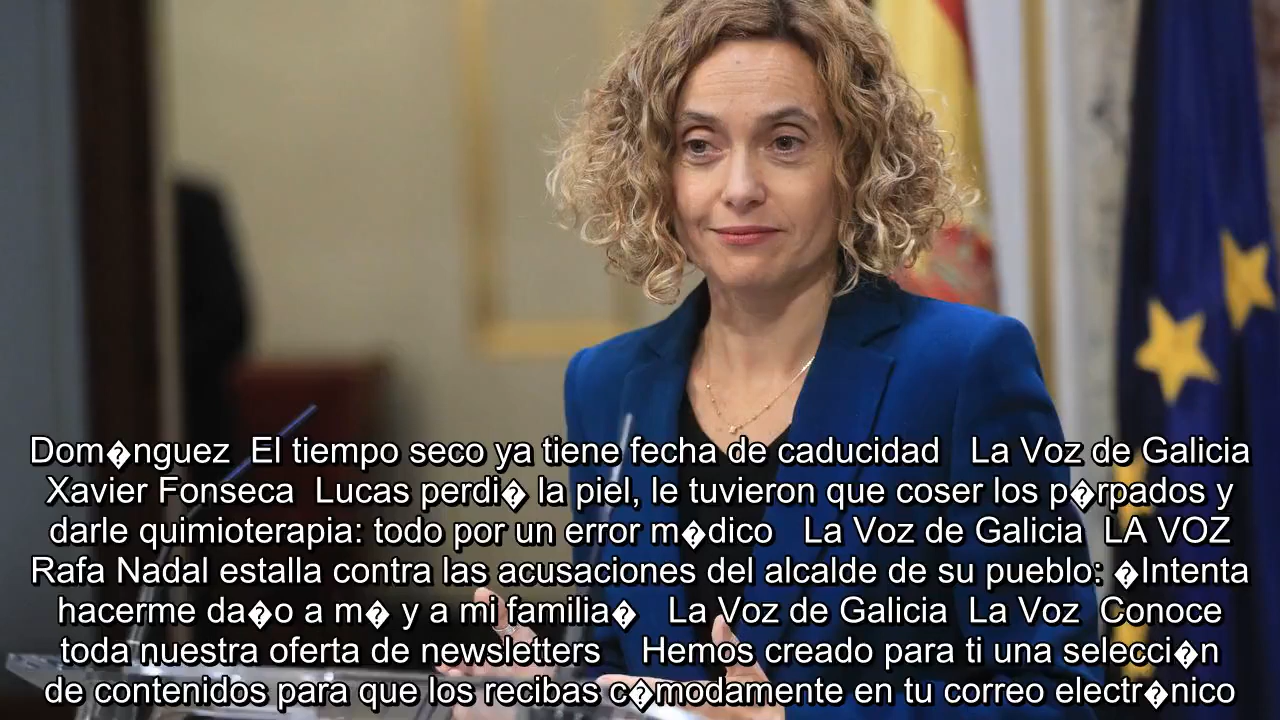 Dom�nguez  El tiempo seco ya tiene fecha de caducidad   La Voz de Galicia
Xavier Fonseca  Lucas perdi� la piel, le tuvieron que coser los p�rpados y
darle quimioterapia: todo por un error m�dico   La Voz de Galicia  LA VOZ
Rafa Nadal estalla contra las acusaciones del alcalde de su pueblo: �Intenta
hacerme da�o a m� y a mi familia�   La Voz de Galicia  La Voz  Conoce
toda nuestra oferta de newsletters    Hemos creado para ti una selecci�n
de contenidos para que los recibas c�modamente en tu correo electr�nico